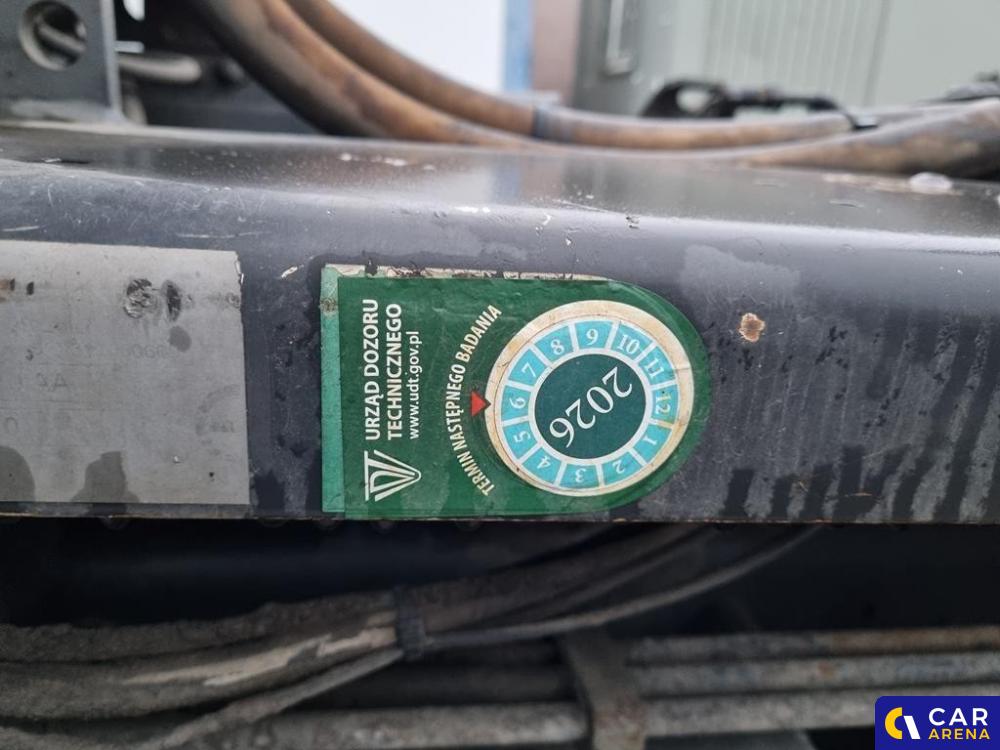 URZĄD DOZORU
TECHNICZNEGO
www.udt.gov.pl
UDT
TERMIN NASTĘPNEGO BADANIA
1
2
3
4
5
6
7
8
9
10
11
12
2026
CAR
ARENA